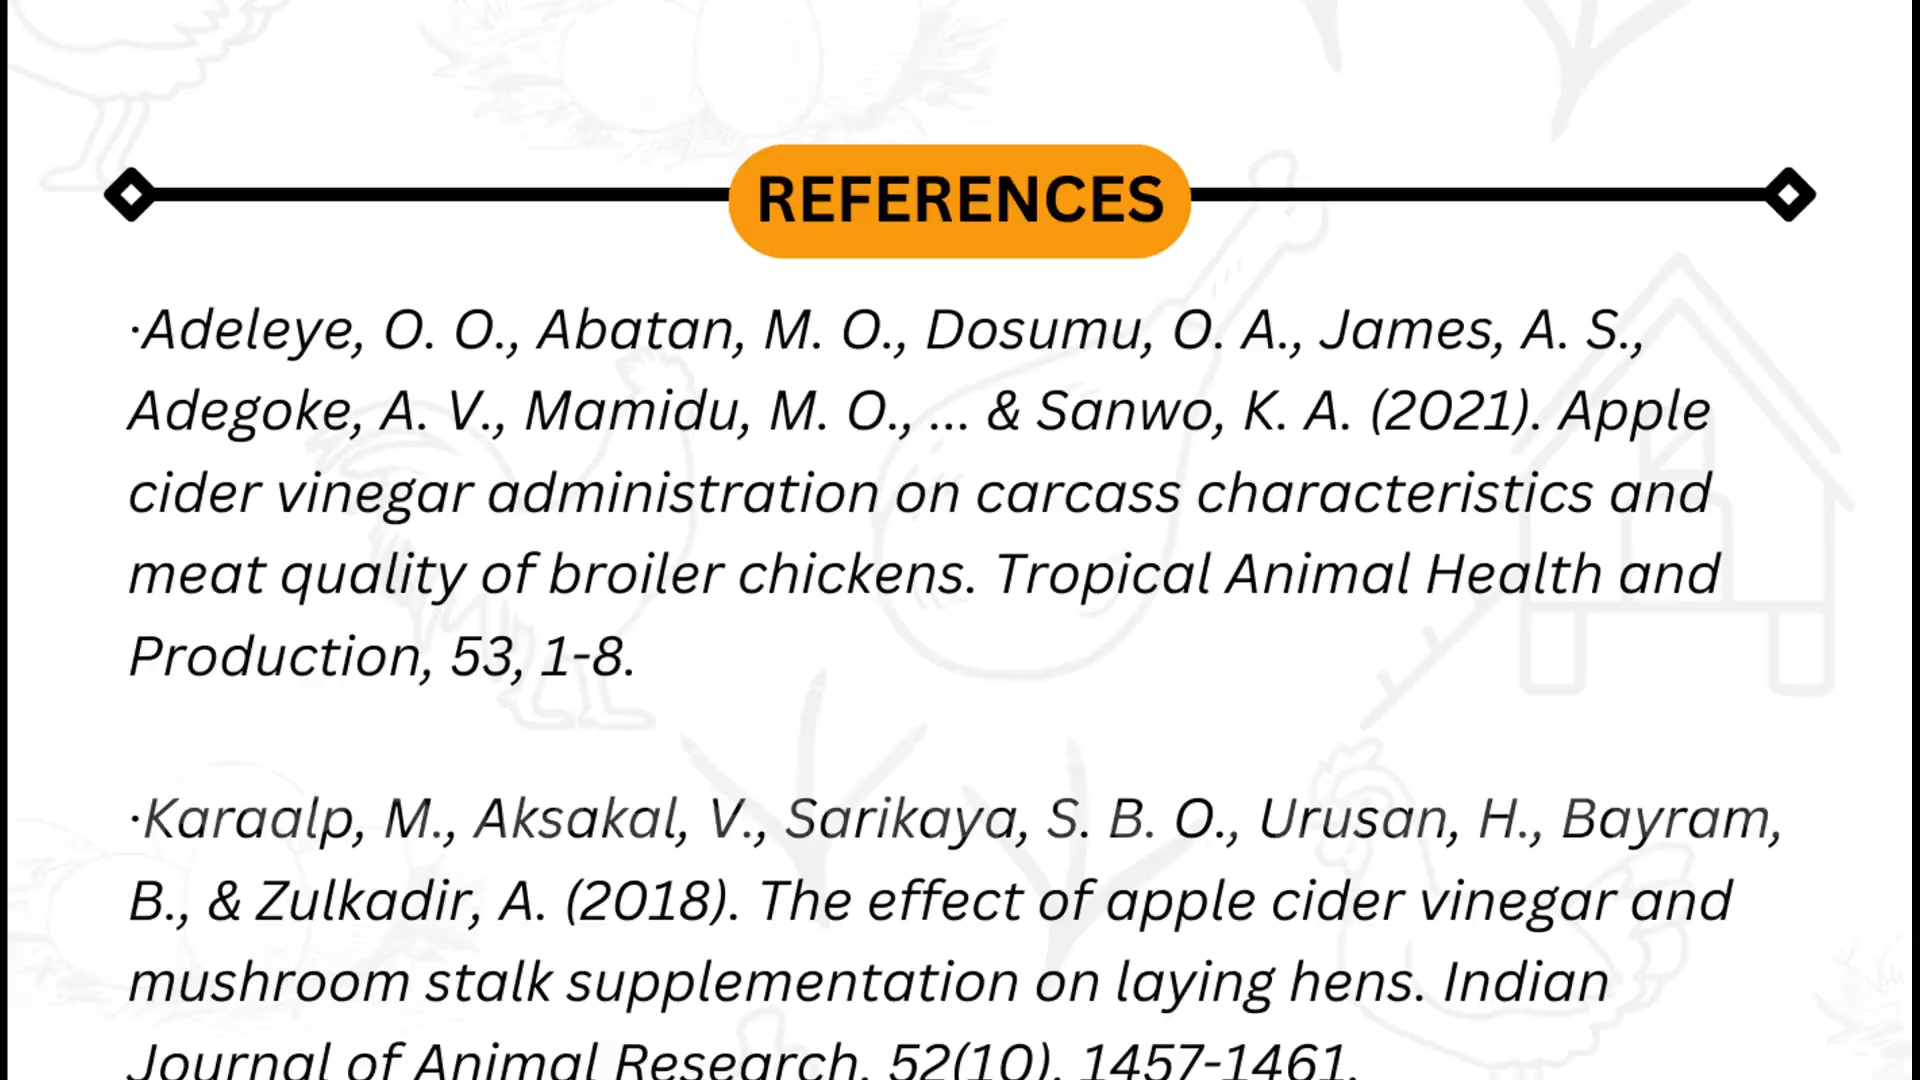 REFERENCES
·Adeleye, O. O., Abatan, M. O., Dosumu, O. A., James, A. S.,
Adegoke, A. V., Mamidu, M. O., ... & Sanwo, K. A. (2021). Apple
cider vinegar administration on carcass characteristics and
meat quality of broiler chickens. Tropical Animal Health and
Production, 53, 1-8.
·Karaalp, M., Aksakal, V., Sarikaya, S. B. O., Urusan, H., Bayram,
B., & Zulkadir, A. (2018). The effect of apple cider vinegar and
mushroom stalk supplementation on laying hens. Indian
Journal of Animal Research, 52(10), 1457-1461.